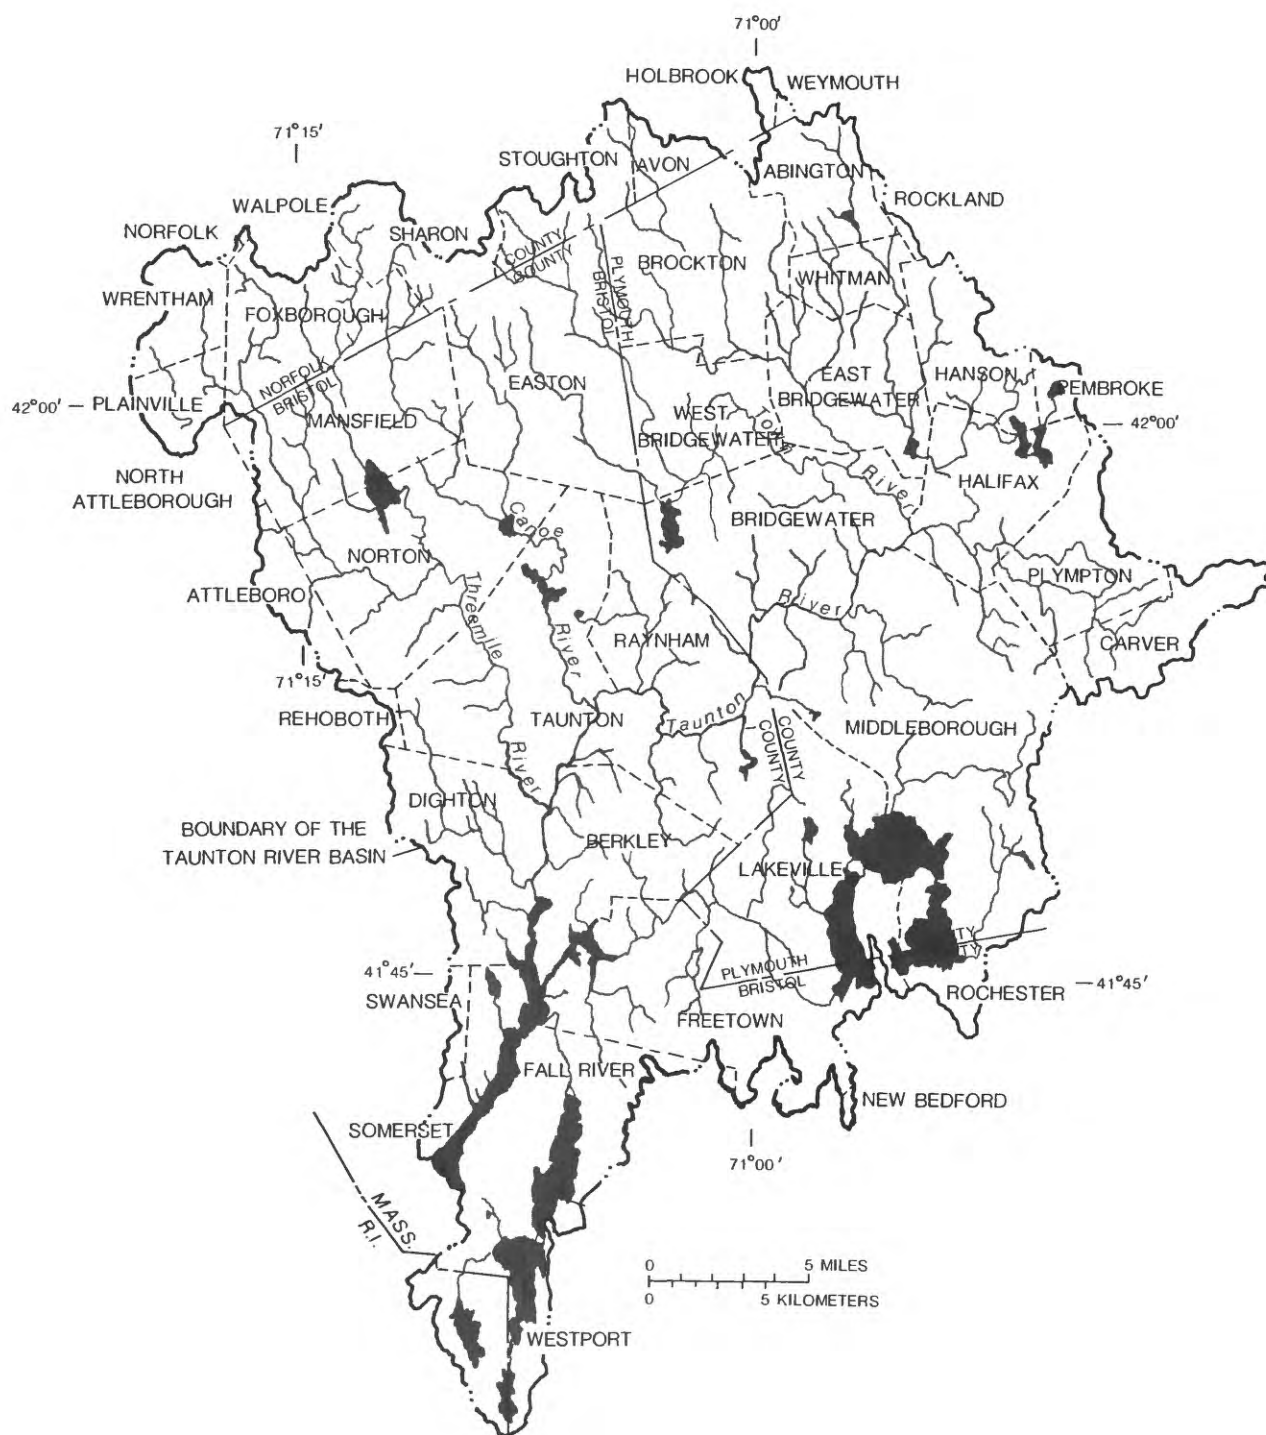 71°00'
HOLBROOK
WEYMOUTH
71°15'
STOUGHTON
AVON
ABINGTON
ROCKLAND
WALPOLE
NORFOLK
SHARON
COUNTY
COUNTY
PLYMOUTH
BRISTOL
BROCKTON
WHITMAN
WRENTHAM
FOXBOROUGH
NORFOLK
BRISTOL
EASTON
EAST
BRIDGEWATER
HANSON
PEMBROKE
42°00'
PLAINVILLE
MANSFIELD
WEST
BRIDGEWATER
Town
River
42°00'
NORTH
ATTLEBOROUGH
HALIFAX
Canoe
River
BRIDGEWATER
NORTON
ATTLEBORO
Threemile
River
PLYMPTON
River
RAYNHAM
CARVER
71°15'
REHOBOTH
TAUNTON
Taunton
MIDDLEBOROUGH
COUNTY
COUNTY
DIGHTON
BOUNDARY OF THE
TAUNTON RIVER BASIN
BERKLEY
LAKEVILLE
TY
TY
41°45'
SWANSEA
PLYMOUTH
BRISTOL
ROCHESTER
41°45'
FREETOWN
FALL RIVER
NEW BEDFORD
SOMERSET
71°00'
MASS.
R.I.
0 5 MILES
0 5 KILOMETERS
WESTPORT